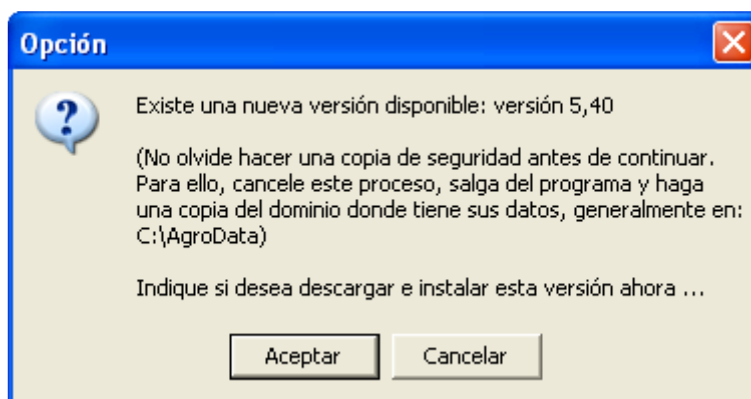 Opción
Existe una nueva versión disponible: versión 5,40
(No olvide hacer una copia de seguridad antes de continuar.
Para ello, cancele este proceso, salga del programa y haga
una copia del dominio donde tiene sus datos, generalmente en:
C:\AgroData)
Indique si desea descargar e instalar esta versión ahora ...
Aceptar Cancelar